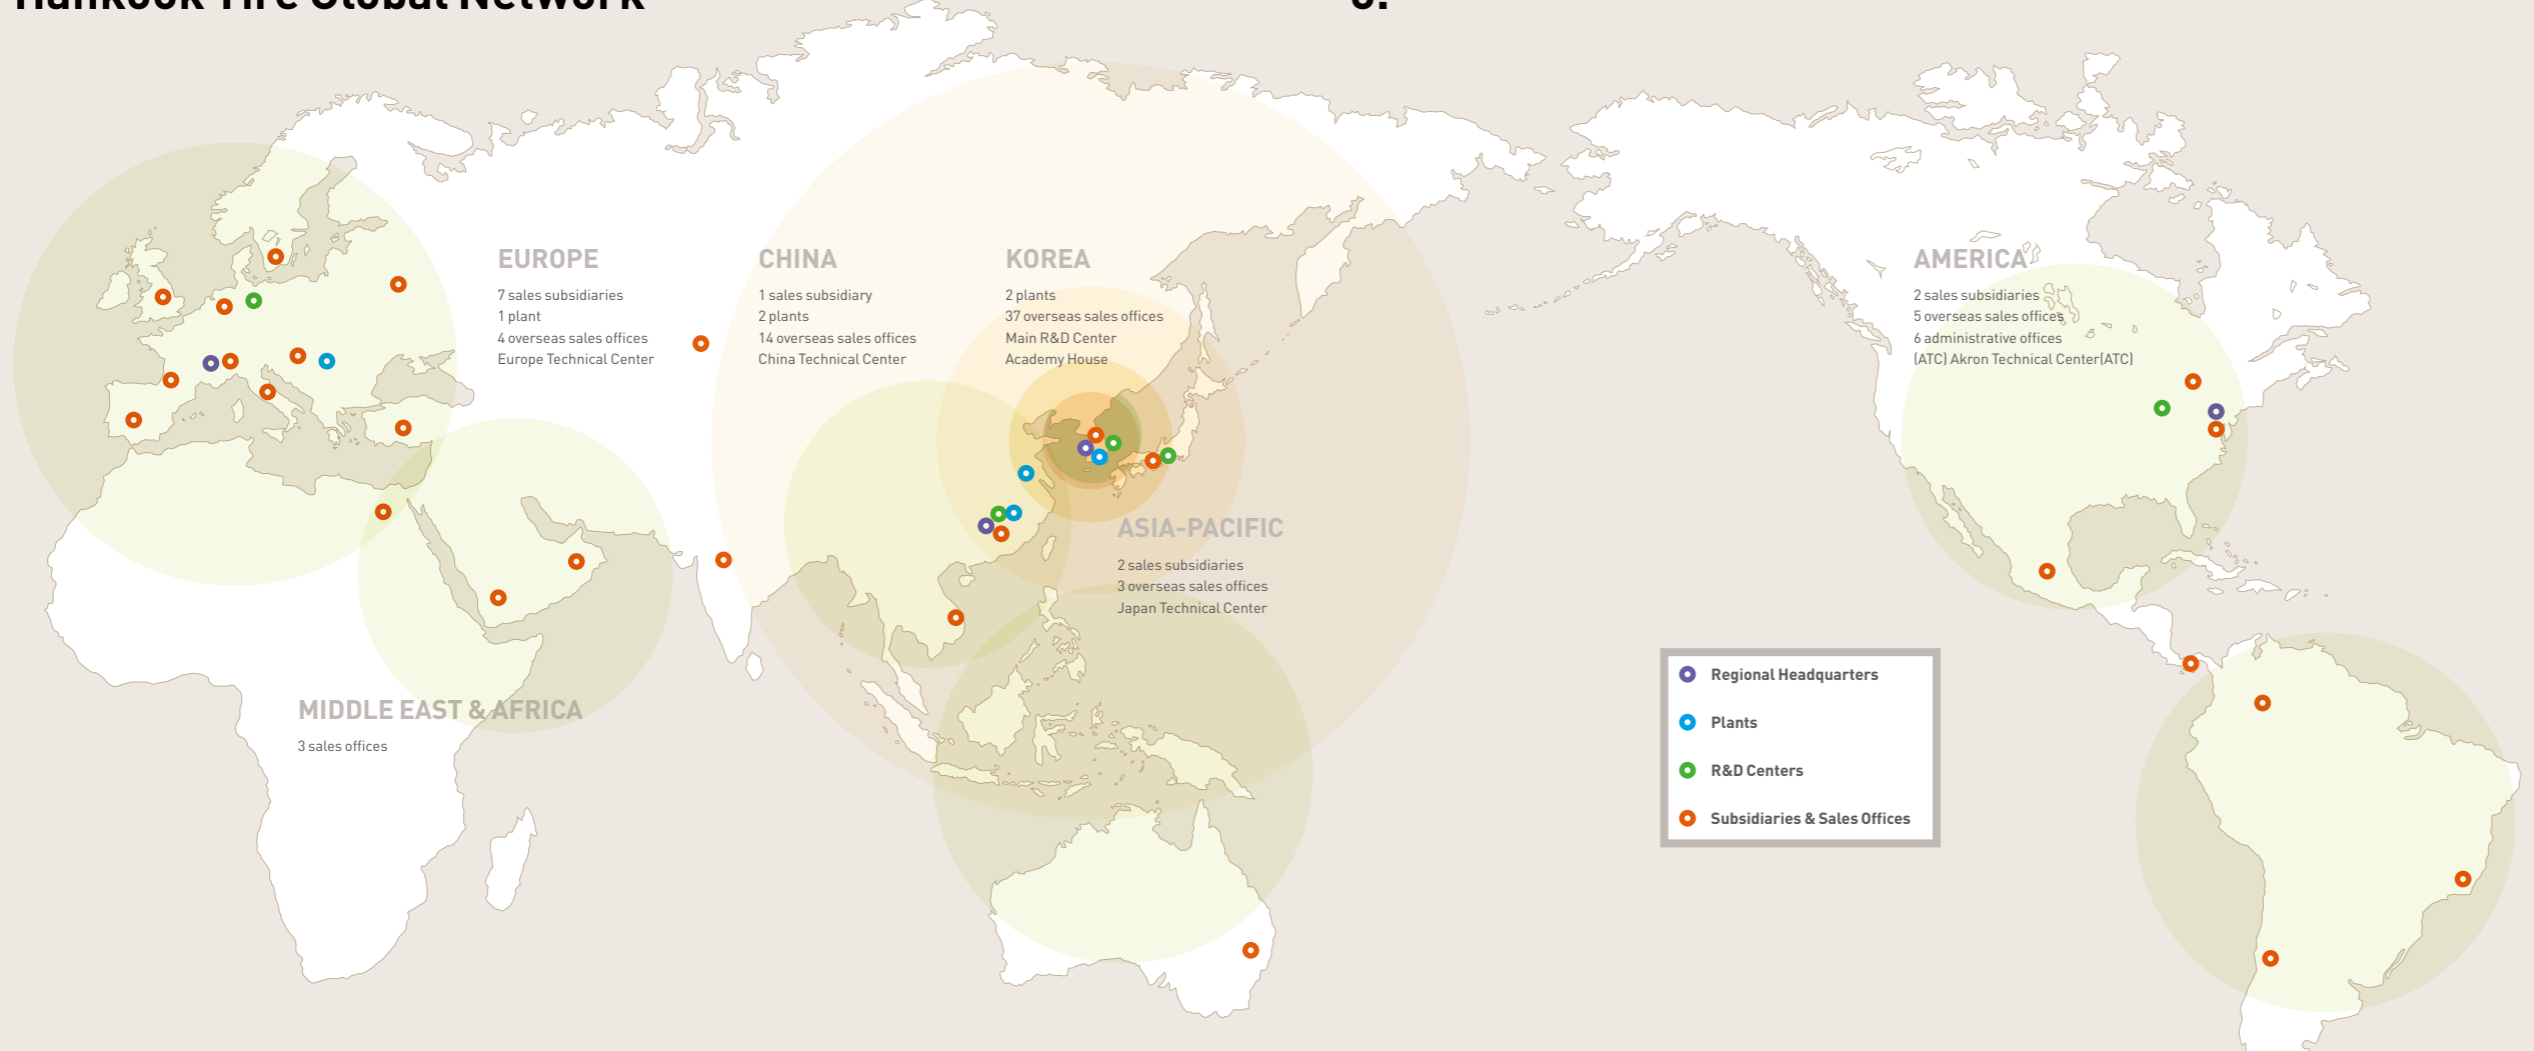 Hankook Tire Global Network
EUROPE
7 sales subsidiaries
1 plant
4 overseas sales offices
Europe Technical Center
CHINA
1 sales subsidiary
2 plants
14 overseas sales offices
China Technical Center
KOREA
2 plants
37 overseas sales offices
Main R&D Center
Academy House
AMERICA
2 sales subsidiaries
5 overseas sales offices
6 administrative offices
(ATC) Akron Technical Center(ATC)
ASIA-PACIFIC
2 sales subsidiaries
3 overseas sales offices
Japan Technical Center
MIDDLE EAST & AFRICA
3 sales offices
Regional Headquarters
Plants
R&D Centers
Subsidiaries & Sales Offices